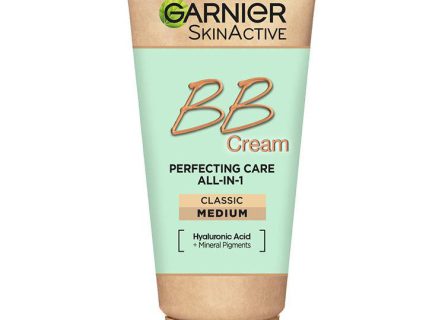 GARNIER
SKINACTIVE
BB
Cream
PERFECTING CARE
ALL-IN-1
CLASSIC
MEDIUM
Hyaluronic Acid
+ Mineral Pigments